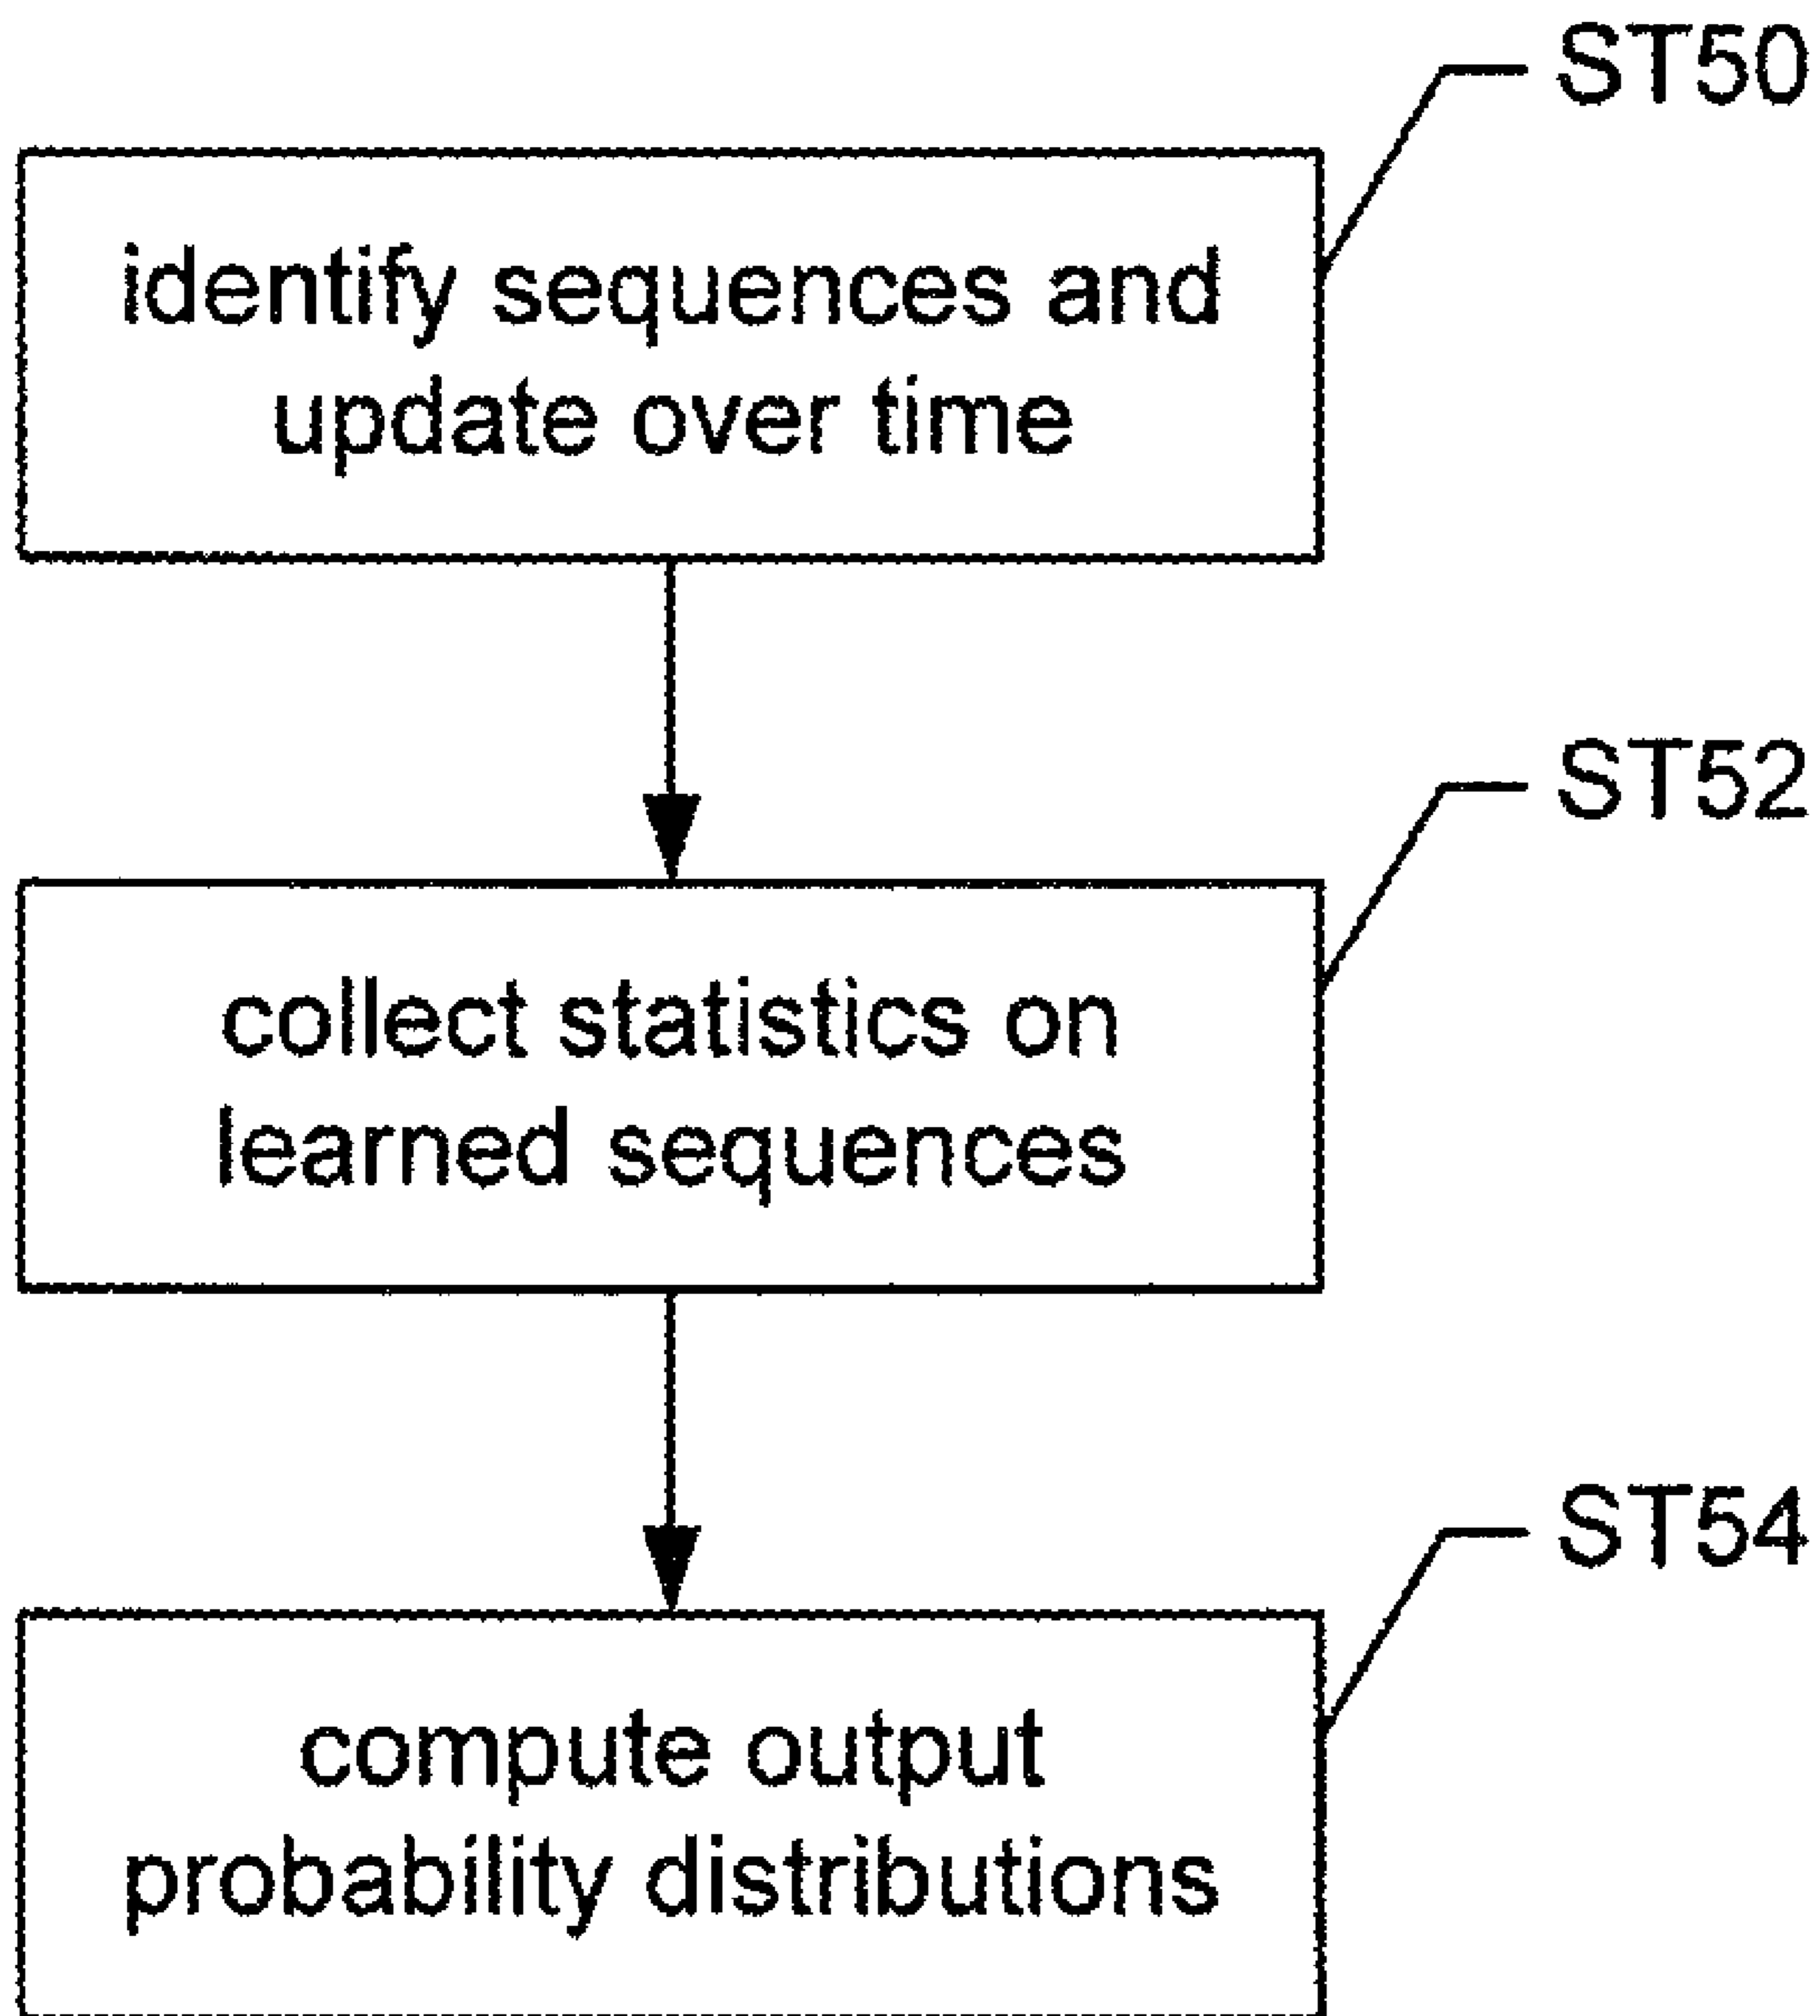 ST50
identify sequences and
update over time
ST52
collect statistics on
learned sequences
ST54
compute output
probability distributions